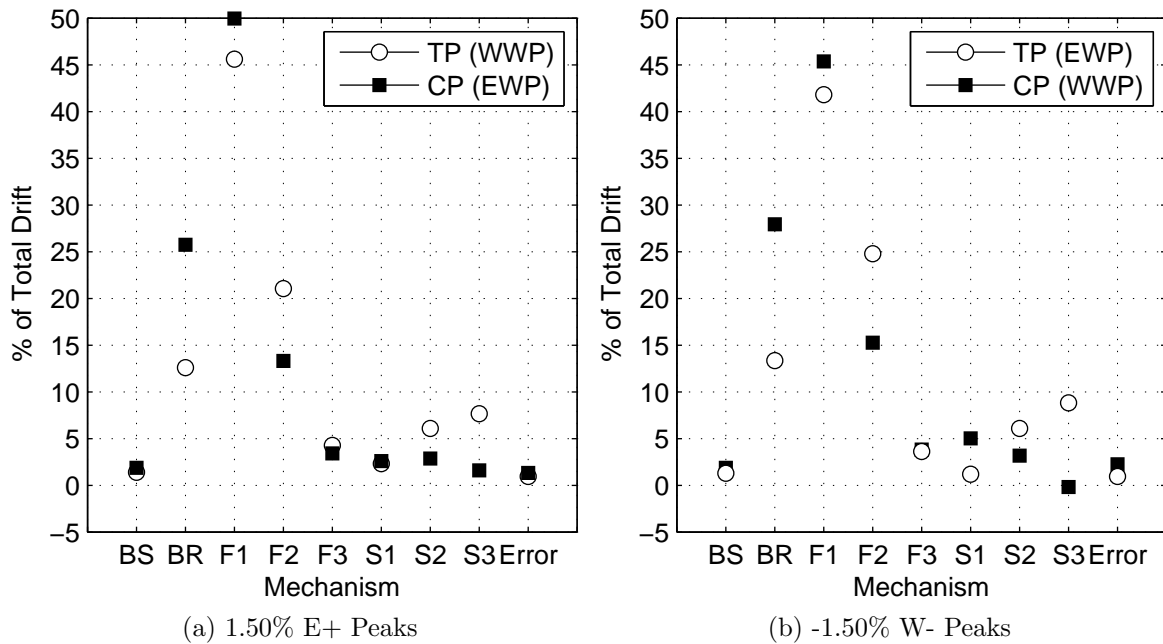 % of Total Drift
50
45
40
35
30
25
20
15
10
5
0
−5
TP (WWP)
CP (EWP)
BS BR F1 F2 F3 S1 S2 S3 Error
Mechanism
(a) 1.50% E+ Peaks
% of Total Drift
50
45
40
35
30
25
20
15
10
5
0
−5
TP (EWP)
CP (WWP)
BS BR F1 F2 F3 S1 S2 S3 Error
Mechanism
(b) -1.50% W- Peaks